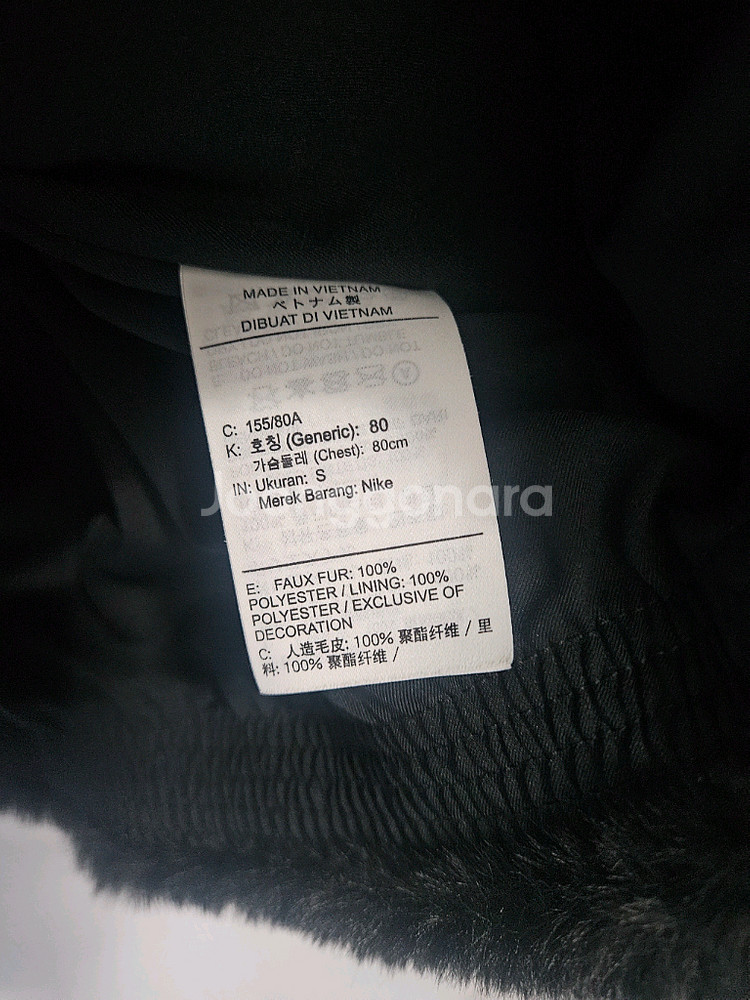 MADE IN VIETNAM
ベトナム製
DIBUAT DI VIETNAM
C: 155/80A
K: 호칭 (Generic): 80
가슴둘레 (Chest): 80cm
IN: Ukuran: S
Merek Barang: Nike
Joonggonara
E: FAUX FUR: 100%
POLYESTER / LINING: 100%
POLYESTER / EXCLUSIVE OF
DECORATION
C: 人造毛皮: 100% 聚酯纤维 / 里
料: 100% 聚酯纤维 /